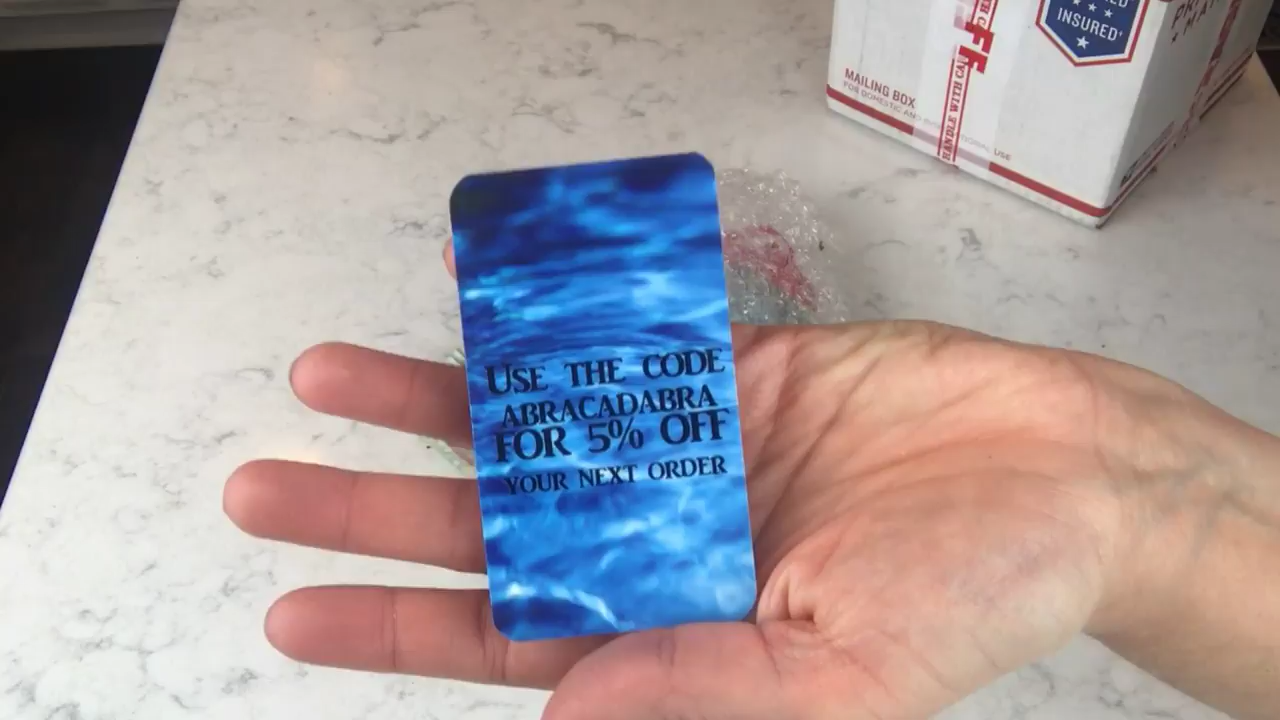 INSURED+
MAILING BOX
HANDLE WITH CA
USE THE CODE
ABRACADABRA
FOR 5% OFF
YOUR NEXT ORDER